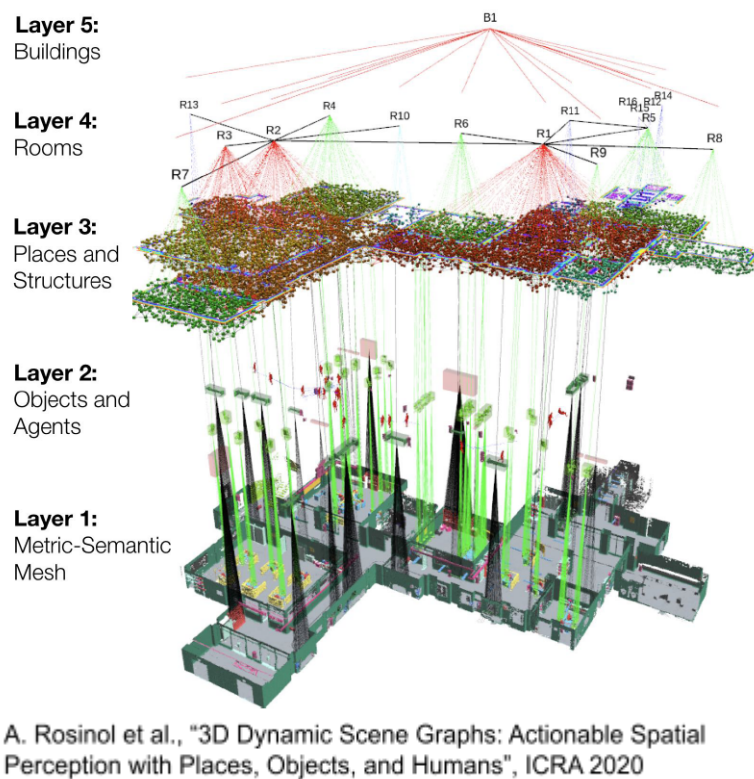 Layer 5:
Buildings
B1
Layer 4:
Rooms
R13
R4
R10
R11
R16
R12
R14
R15
R5
R3
R2
R6
R1
R9
R8
R7
Layer 3:
Places and
Structures
Layer 2:
Objects and
Agents
Layer 1:
Metric-Semantic
Mesh
A. Rosinol et al., “3D Dynamic Scene Graphs: Actionable Spatial
Perception with Places, Objects, and Humans”, ICRA 2020